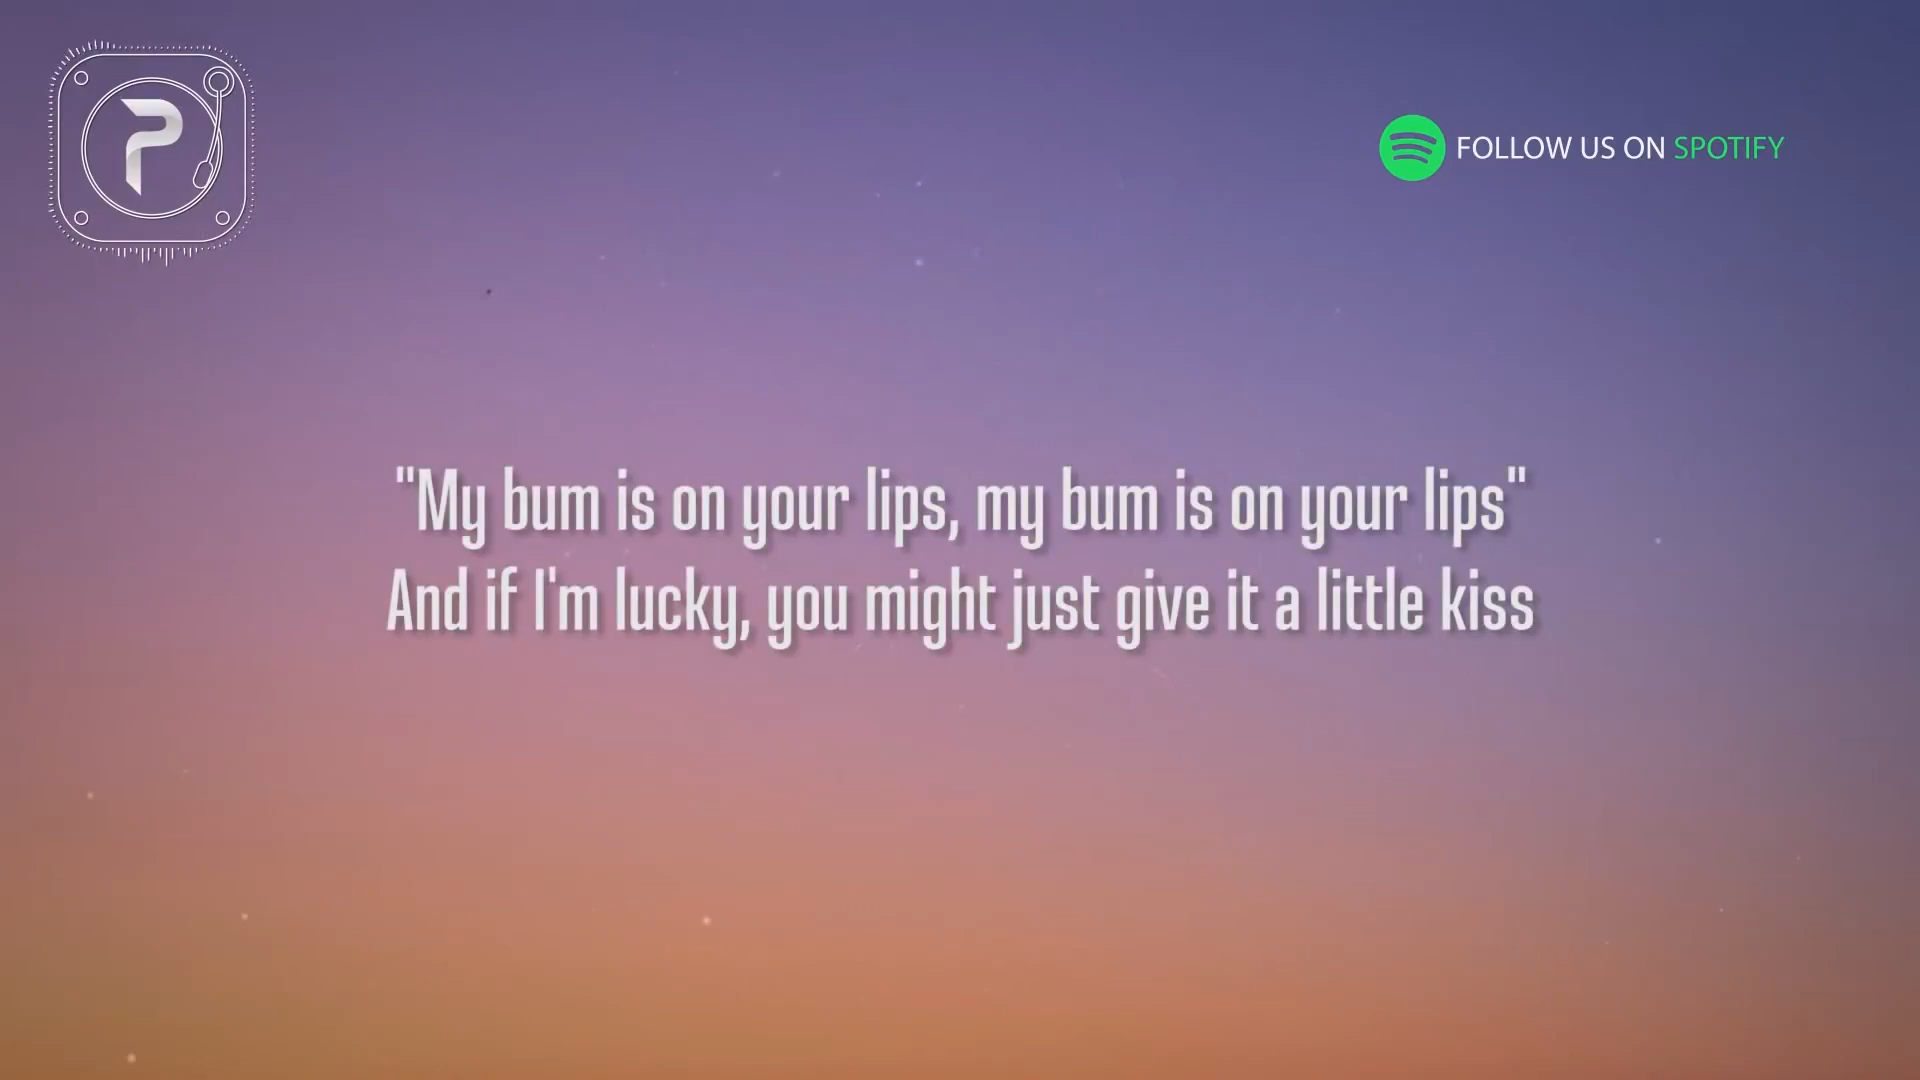 P
FOLLOW US ON SPOTIFY
"My bum is on your lips, my bum is on your lips"
And if I'm lucky, you might just give it a little kiss